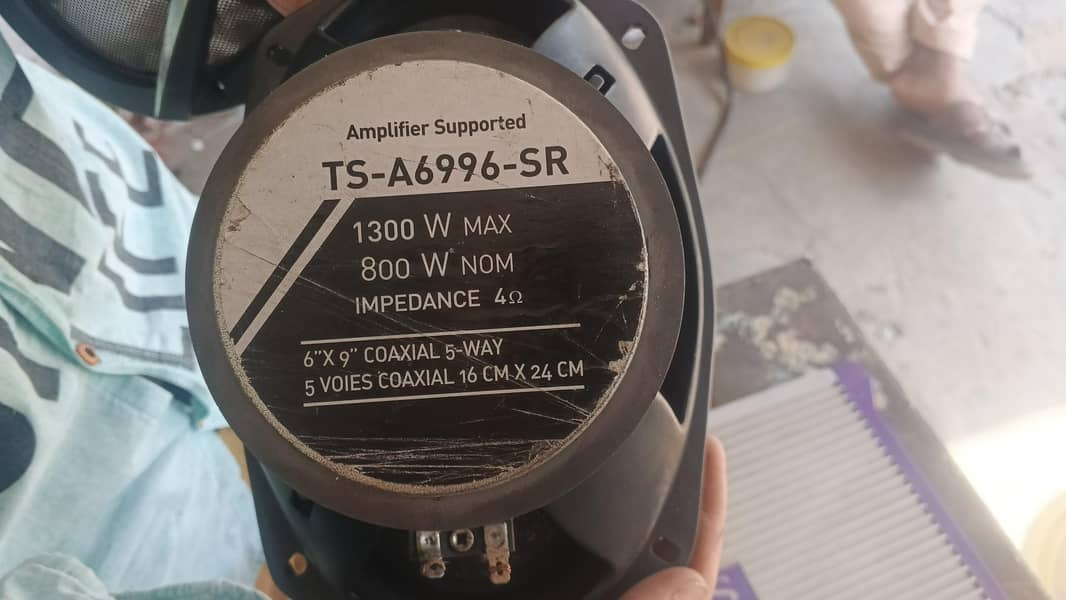 Amplifier Supported
TS-A6996-SR
1300 W MAX
800 W NOM
IMPEDANCE 4Ω
6"X 9" COAXIAL 5-WAY
5 VOIES COAXIAL 16 CM X 24 CM